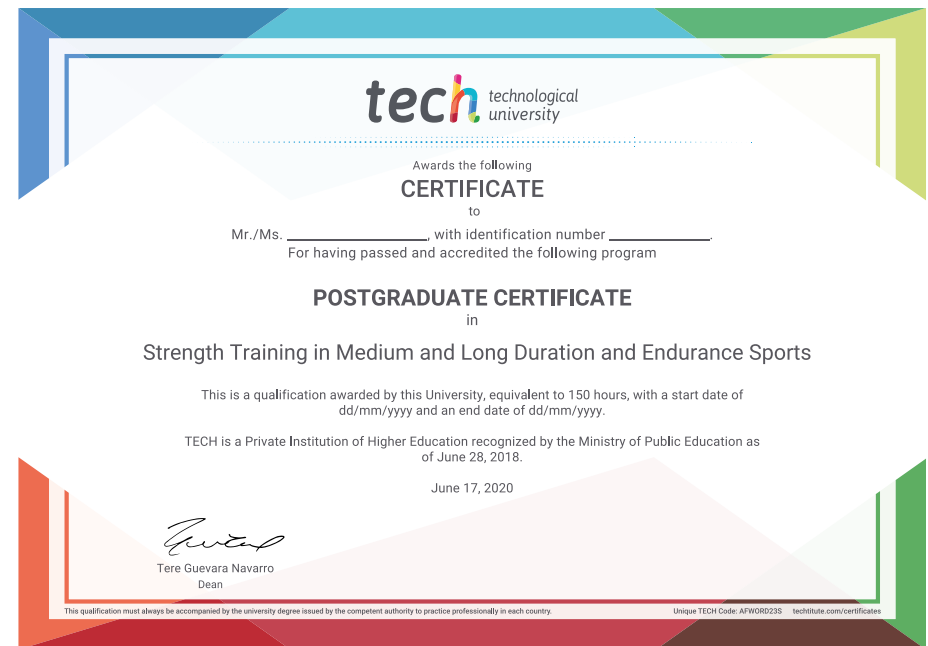 tech technological
university
Awards the following
CERTIFICATE
to
Mr./Ms. ____________________, with identification number ______________.
For having passed and accredited the following program
POSTGRADUATE CERTIFICATE
in
Strength Training in Medium and Long Duration and Endurance Sports
This is a qualification awarded by this University, equivalent to 150 hours, with a start date of
dd/mm/yyyy and an end date of dd/mm/yyyy.
TECH is a Private Institution of Higher Education recognized by the Ministry of Public Education as
of June 28, 2018.
June 17, 2020
Tere Guevara Navarro
Dean
This qualification must always be accompanied by the university degree issued by the competent authority to practice professionally in each country. Unique TECH Code: AFWORD23S techtitute.com/certificates